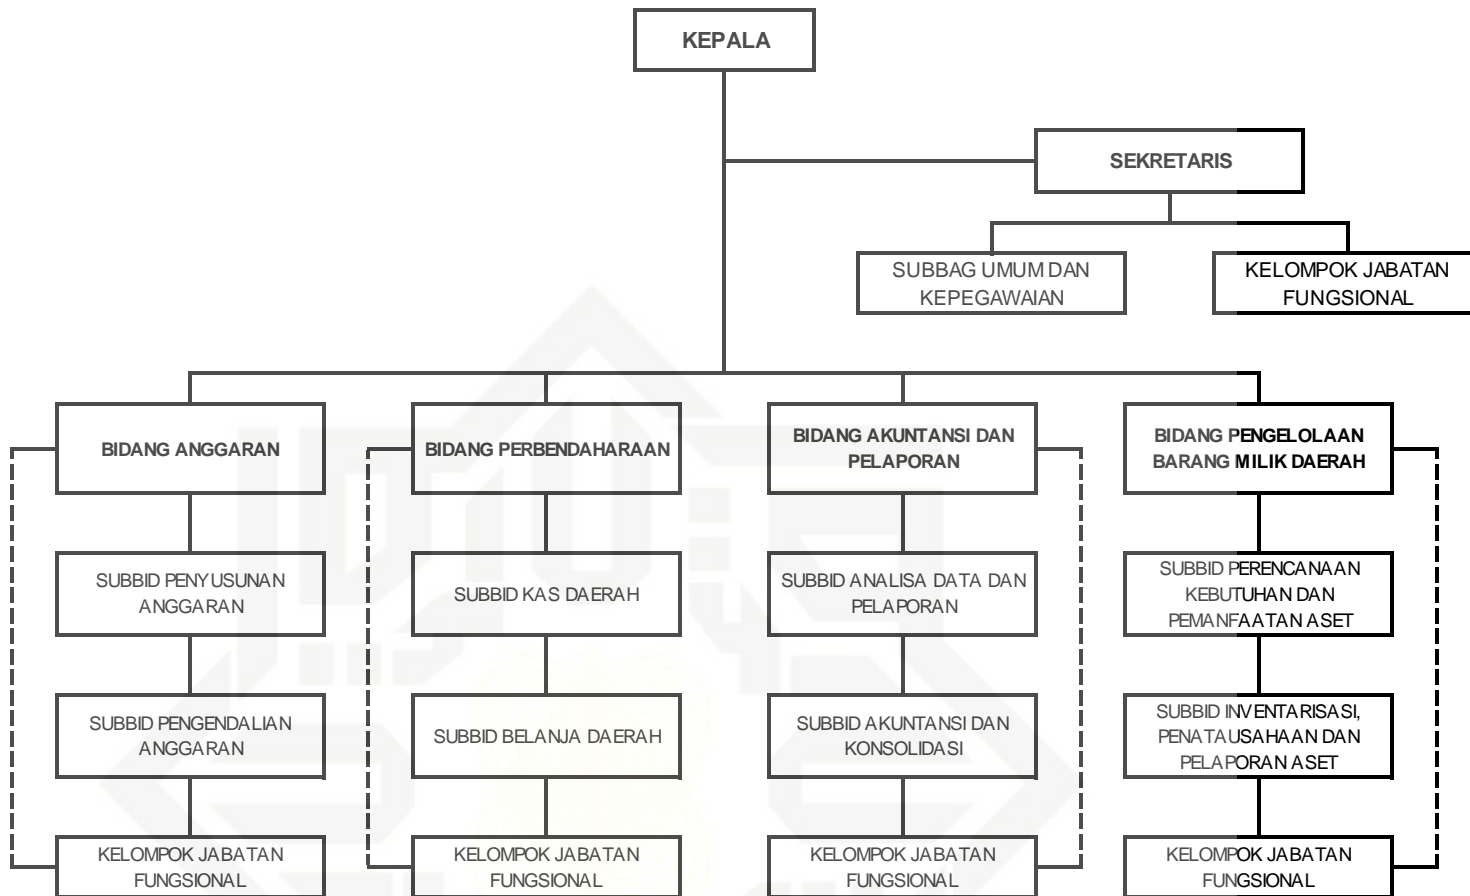 KEPALA
SEKRETARIS
SUBBAG UMUM DAN
KEPEGAWAIAN
KELOMPOK JABATAN
FUNGSIONAL
BIDANG ANGGARAN
BIDANG PERBENDAHARAAN
BIDANG AKUNTANSI DAN
PELAPORAN
BIDANG PENGELOLAAN
BARANG MILIK DAERAH
SUBBID PENYUSUNAN
ANGGARAN
SUBBID KAS DAERAH
SUBBID ANALISA DATA DAN
PELAPORAN
SUBBID PERENCANAAN
KEBUTUHAN DAN
PEMANFAATAN ASET
SUBBID PENGENDALIAN
ANGGARAN
SUBBID BELANJA DAERAH
SUBBID AKUNTANSI DAN
KONSOLIDASI
SUBBID INVENTARISASI,
PENATAUSAHAAN DAN
PELAPORAN ASET
KELOMPOK JABATAN
FUNGSIONAL
KELOMPOK JABATAN
FUNGSIONAL
KELOMPOK JABATAN
FUNGSIONAL
KELOMPOK JABATAN
FUNGSIONAL